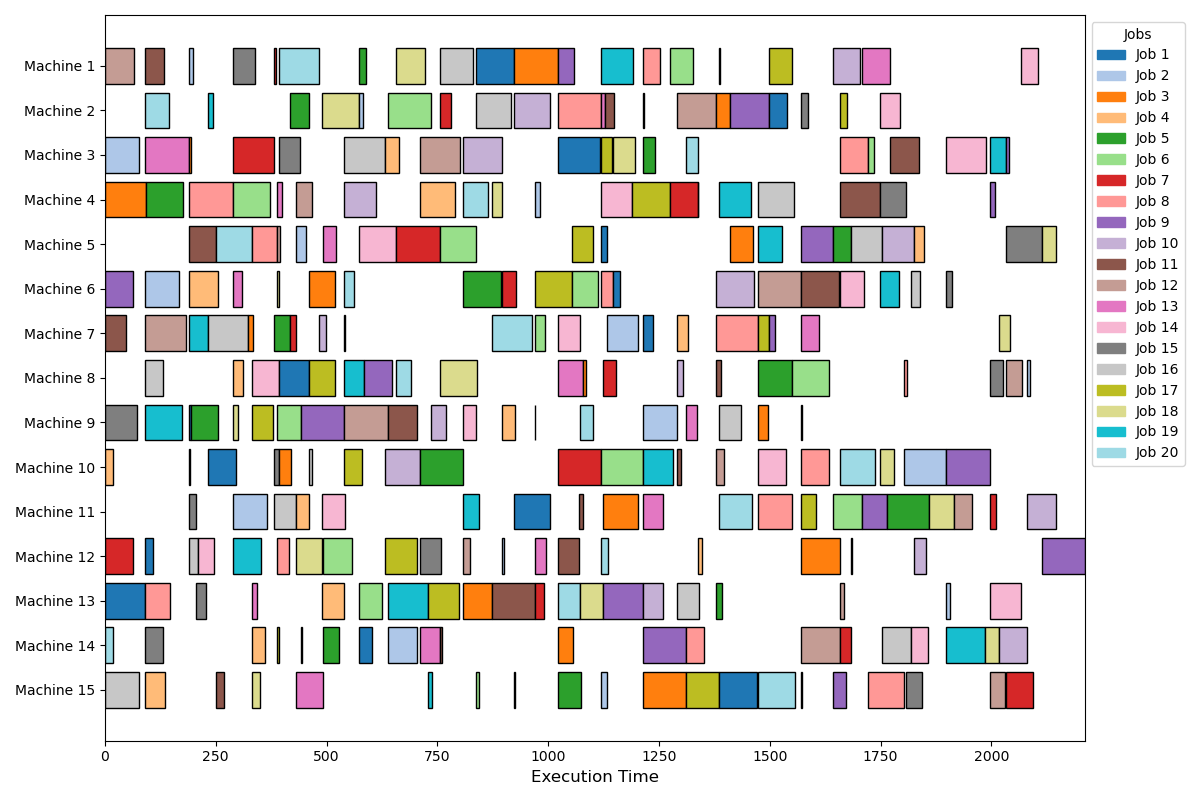 Machine 1
Machine 2
Machine 3
Machine 4
Machine 5
Machine 6
Machine 7
Machine 8
Machine 9
Machine 10
Machine 11
Machine 12
Machine 13
Machine 14
Machine 15
0 250 500 750 1000 1250 1500 1750 2000
Execution Time
Jobs
Job 1
Job 2
Job 3
Job 4
Job 5
Job 6
Job 7
Job 8
Job 9
Job 10
Job 11
Job 12
Job 13
Job 14
Job 15
Job 16
Job 17
Job 18
Job 19
Job 20